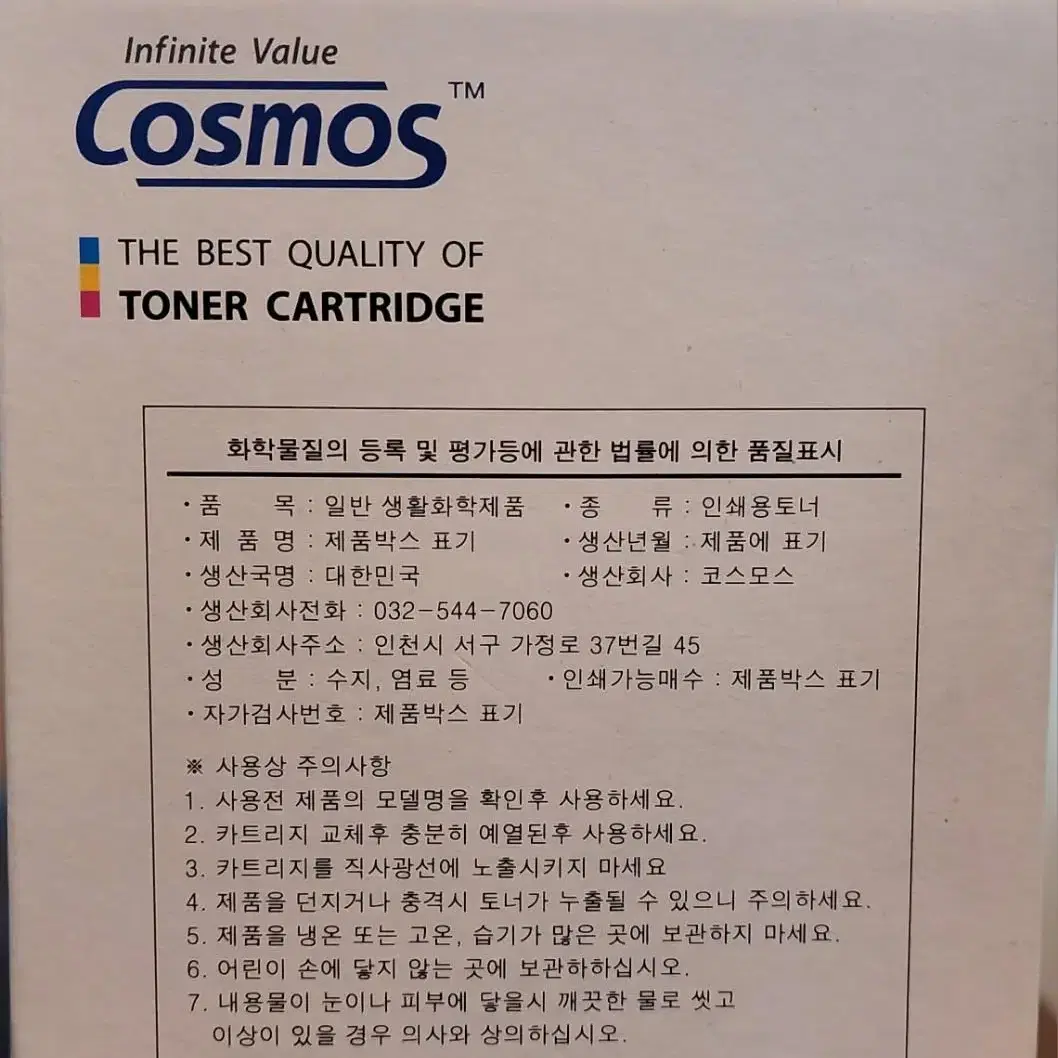 Infinite Value
Cosmos™
THE BEST QUALITY OF
TONER CARTRIDGE
화학물질의 등록 및 평가등에 관한 법률에 의한 품질표시
・품 목 : 일반 생활화학제품 ・종 류 : 인쇄용토너
・제 품 명 : 제품박스 표기 ・생산년월 : 제품에 표기
・생산국명 : 대한민국 ・생산회사 : 코스모스
・생산회사전화 : 032-544-7060
・생산회사주소 : 인천시 서구 가정로 37번길 45
・성 분 : 수지, 염료 등 ・인쇄가능매수 : 제품박스 표기
・자가검사번호 : 제품박스 표기
※ 사용상 주의사항
1. 사용전 제품의 모델명을 확인후 사용하세요.
2. 카트리지 교체후 충분히 예열된후 사용하세요.
3. 카트리지를 직사광선에 노출시키지 마세요
4. 제품을 던지거나 충격시 토너가 누출될 수 있으니 주의하세요.
5. 제품을 냉온 또는 고온, 습기가 많은 곳에 보관하지 마세요.
6. 어린이 손에 닿지 않는 곳에 보관하하십시오.
7. 내용물이 눈이나 피부에 닿을시 깨끗한 물로 씻고
이상이 있을 경우 의사와 상의하십시오.